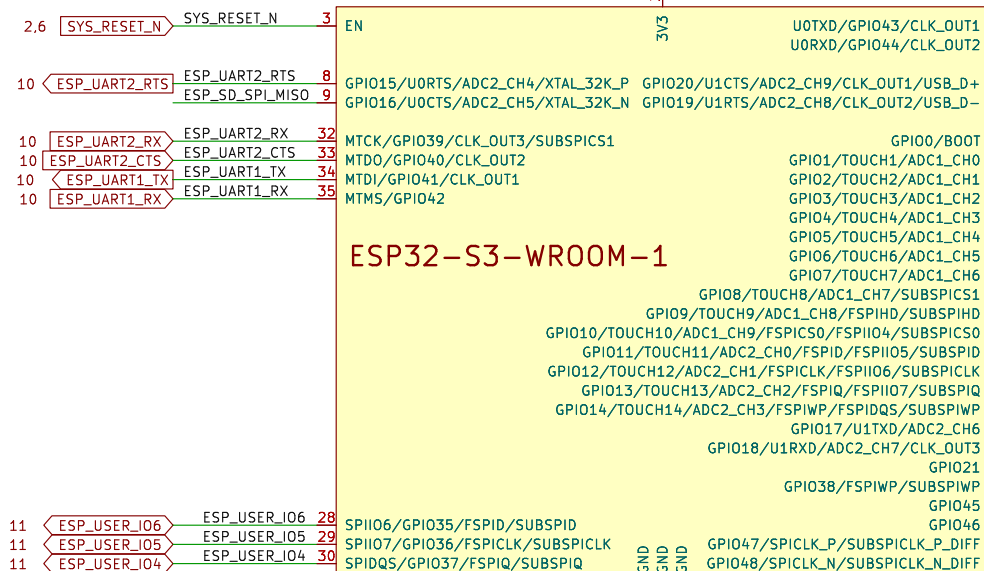 2,6 SYS_RESET_N SYS_RESET_N 3 EN 3V3 U0TXD/GPIO43/CLK_OUT1
U0RXD/GPIO44/CLK_OUT2
10 ESP_UART2_RTS ESP_UART2_RTS 8 GPIO15/U0RTS/ADC2_CH4/XTAL_32K_P GPIO20/U1CTS/ADC2_CH9/CLK_OUT1/USB_D+
ESP_SD_SPI_MISO 9 GPIO16/U0CTS/ADC2_CH5/XTAL_32K_N GPIO19/U1RTS/ADC2_CH8/CLK_OUT2/USB_D-
10 ESP_UART2_RX ESP_UART2_RX 32 MTCK/GPIO39/CLK_OUT3/SUBSPICS1 GPIO0/BOOT
10 ESP_UART2_CTS ESP_UART2_CTS 33 MTDO/GPIO40/CLK_OUT2 GPIO1/TOUCH1/ADC1_CH0
10 ESP_UART1_TX ESP_UART1_TX 34 MTDI/GPIO41/CLK_OUT1 GPIO2/TOUCH2/ADC1_CH1
10 ESP_UART1_RX ESP_UART1_RX 35 MTMS/GPIO42 GPIO3/TOUCH3/ADC1_CH2
GPIO4/TOUCH4/ADC1_CH3
GPIO5/TOUCH5/ADC1_CH4
ESP32-S3-WROOM-1 GPIO6/TOUCH6/ADC1_CH5
GPIO7/TOUCH7/ADC1_CH6
GPIO8/TOUCH8/ADC1_CH7/SUBSPICS1
GPIO9/TOUCH9/ADC1_CH8/FSPIHD/SUBSPIHD
GPIO10/TOUCH10/ADC1_CH9/FSPICS0/FSPIIO4/SUBSPICS0
GPIO11/TOUCH11/ADC2_CH0/FSPID/FSPIIO5/SUBSPID
GPIO12/TOUCH12/ADC2_CH1/FSPICLK/FSPIIO6/SUBSPICLK
GPIO13/TOUCH13/ADC2_CH2/FSPIQ/FSPIIO7/SUBSPIQ
GPIO14/TOUCH14/ADC2_CH3/FSPIWP/FSPIDQS/SUBSPIWP
GPIO17/U1TXD/ADC2_CH6
GPIO18/U1RXD/ADC2_CH7/CLK_OUT3
GPIO21
GPIO38/FSPIWP/SUBSPIWP
GPIO45
11 ESP_USER_IO6 ESP_USER_IO6 28 SPIIO6/GPIO35/FSPID/SUBSPID GPIO46
11 ESP_USER_IO5 ESP_USER_IO5 29 SPIIO7/GPIO36/FSPICLK/SUBSPICLK GPIO47/SPICLK_P/SUBSPICLK_P_DIFF
11 ESP_USER_IO4 ESP_USER_IO4 30 SPIDQS/GPIO37/FSPIQ/SUBSPIQ GND GND GND GPIO48/SPICLK_N/SUBSPICLK_N_DIFF